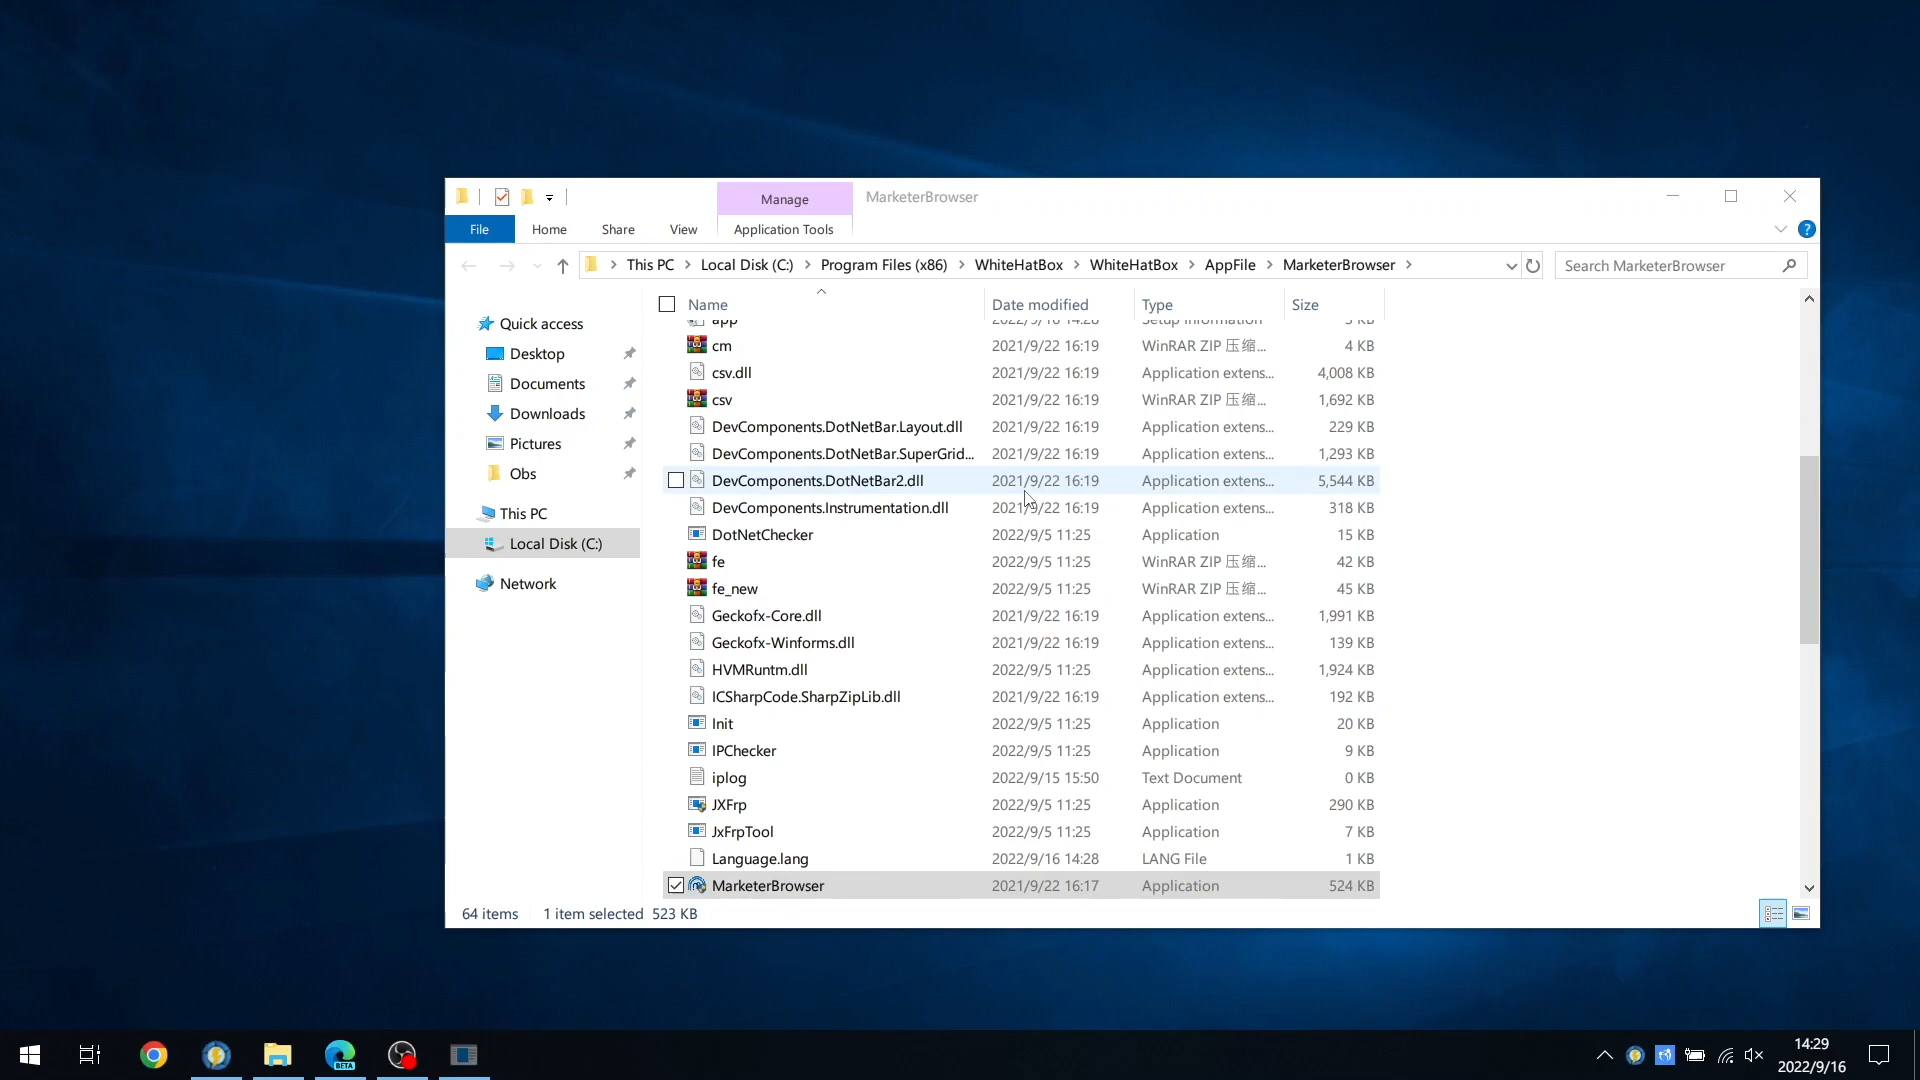 Manage
MarketerBrowser
File
Home
Share
View
Application Tools
?
This PC > Local Disk (C:) > Program Files (x86) > WhiteHatBox > WhiteHatBox > AppFile > MarketerBrowser >
Search MarketerBrowser
Quick access
Desktop
Documents
Downloads
Pictures
Obs
This PC
Local Disk (C:)
Network
Name Date modified Type Size
app 2022/9/16 14:28 Setup Information 3 KB
cm 2021/9/22 16:19 WinRAR ZIP 压缩... 4 KB
csv.dll 2021/9/22 16:19 Application extens... 4,008 KB
csv 2021/9/22 16:19 WinRAR ZIP 压缩... 1,692 KB
DevComponents.DotNetBar.Layout.dll 2021/9/22 16:19 Application extens... 229 KB
DevComponents.DotNetBar.SuperGrid... 2021/9/22 16:19 Application extens... 1,293 KB
DevComponents.DotNetBar2.dll 2021/9/22 16:19 Application extens... 5,544 KB
DevComponents.Instrumentation.dll 2021/9/22 16:19 Application extens... 318 KB
DotNetChecker 2022/9/5 11:25 Application 15 KB
fe 2022/9/5 11:25 WinRAR ZIP 压缩... 42 KB
fe_new 2022/9/5 11:25 WinRAR ZIP 压缩... 45 KB
Geckofx-Core.dll 2021/9/22 16:19 Application extens... 1,991 KB
Geckofx-Winforms.dll 2021/9/22 16:19 Application extens... 139 KB
HVMRuntm.dll 2022/9/5 11:25 Application extens... 1,924 KB
ICSharpCode.SharpZipLib.dll 2021/9/22 16:19 Application extens... 192 KB
Init 2022/9/5 11:25 Application 20 KB
IPChecker 2022/9/5 11:25 Application 9 KB
iplog 2022/9/15 15:50 Text Document 0 KB
JXFrp 2022/9/5 11:25 Application 290 KB
JxFrpTool 2022/9/5 11:25 Application 7 KB
Language.lang 2022/9/16 14:28 LANG File 1 KB
MarketerBrowser 2021/9/22 16:17 Application 524 KB
64 items 1 item selected 523 KB
BETA
14:29
2022/9/16